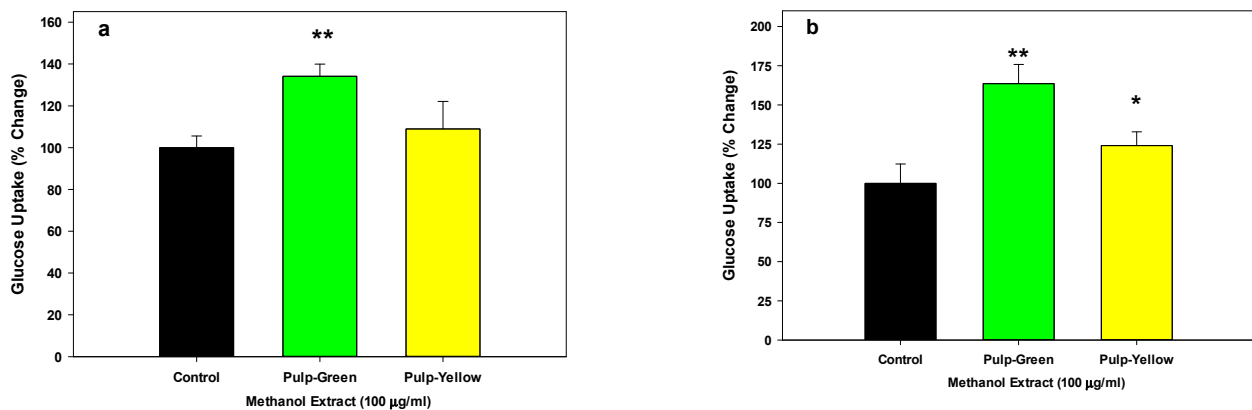 a
**
Glucose Uptake (% Change)
160
140
120
100
80
60
40
20
0
Control
Pulp-Green
Pulp-Yellow
Methanol Extract (100 μg/ml)
b
**
*
Glucose Uptake (% Change)
200
175
150
125
100
75
50
25
0
Control
Pulp-Green
Pulp-Yellow
Methanol Extract (100 μg/ml)